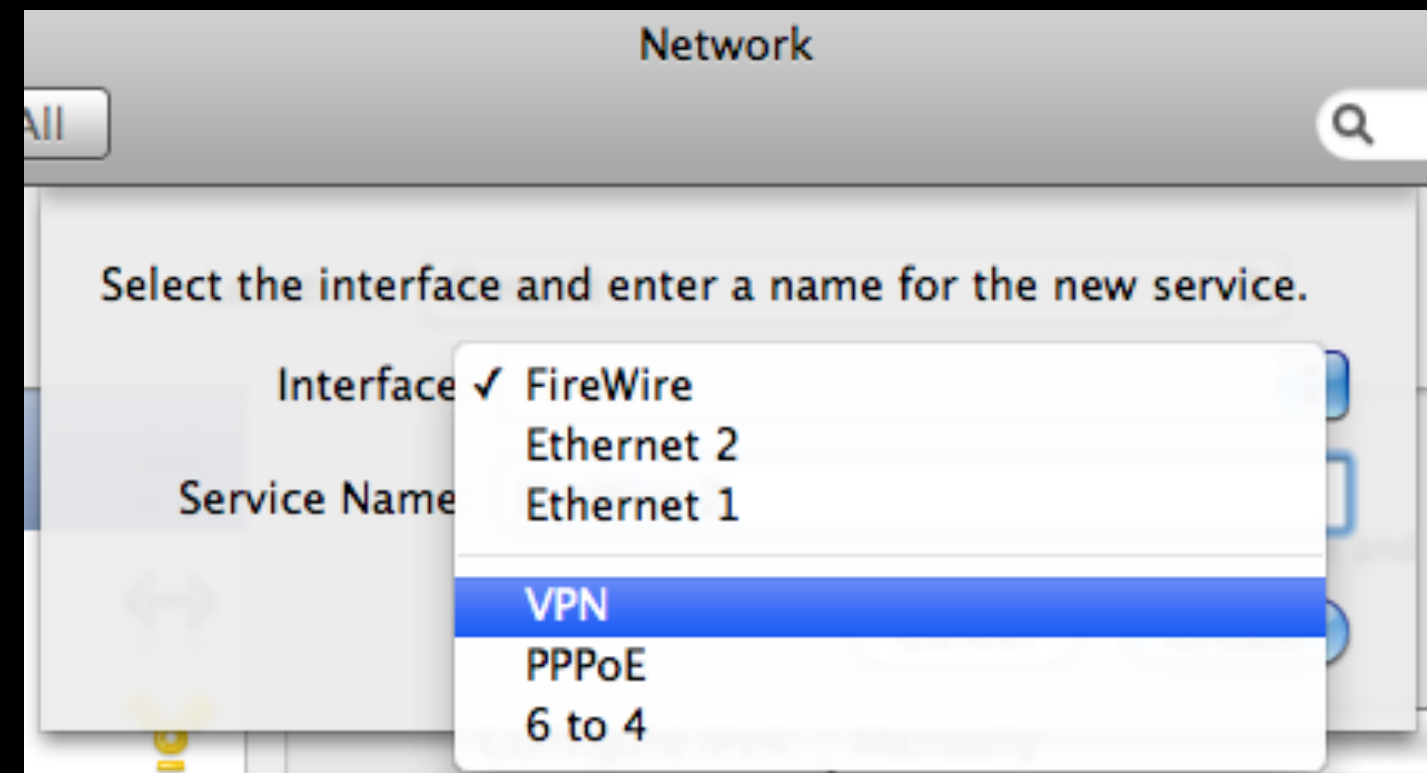 Network
All
Select the interface and enter a name for the new service.
Interface ✓ FireWire
Ethernet 2
Service Name: Ethernet 1
VPN
PPPoE
6 to 4